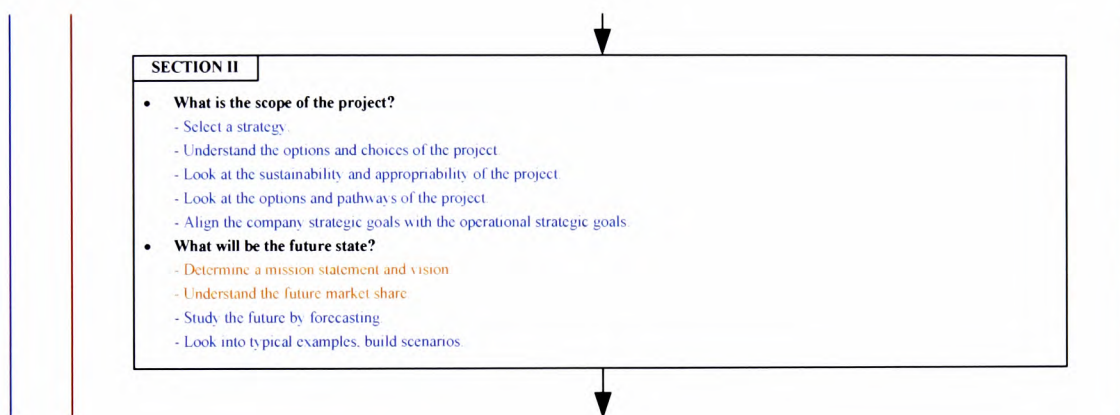 SECTION II
• What is the scope of the project?
- Select a strategy.
- Understand the options and choices of the project.
- Look at the sustainability and appropriability of the project.
- Look at the options and pathways of the project.
- Align the company strategic goals with the operational strategic goals.
• What will be the future state?
- Determine a mission statement and vision.
- Understand the future market share.
- Study the future by forecasting.
- Look into typical examples, build scenarios.